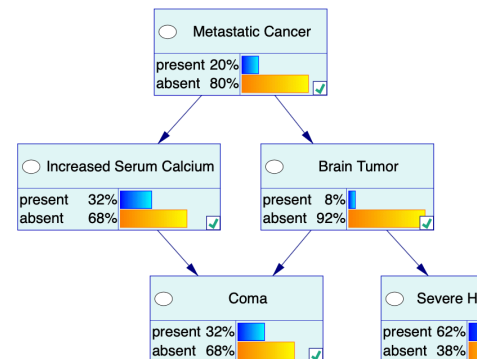 Metastatic Cancer
present 20%
absent 80%
Increased Serum Calcium
present 32%
absent 68%
Brain Tumor
present 8%
absent 92%
Coma
present 32%
absent 68%
Severe H
present 62%
absent 38%